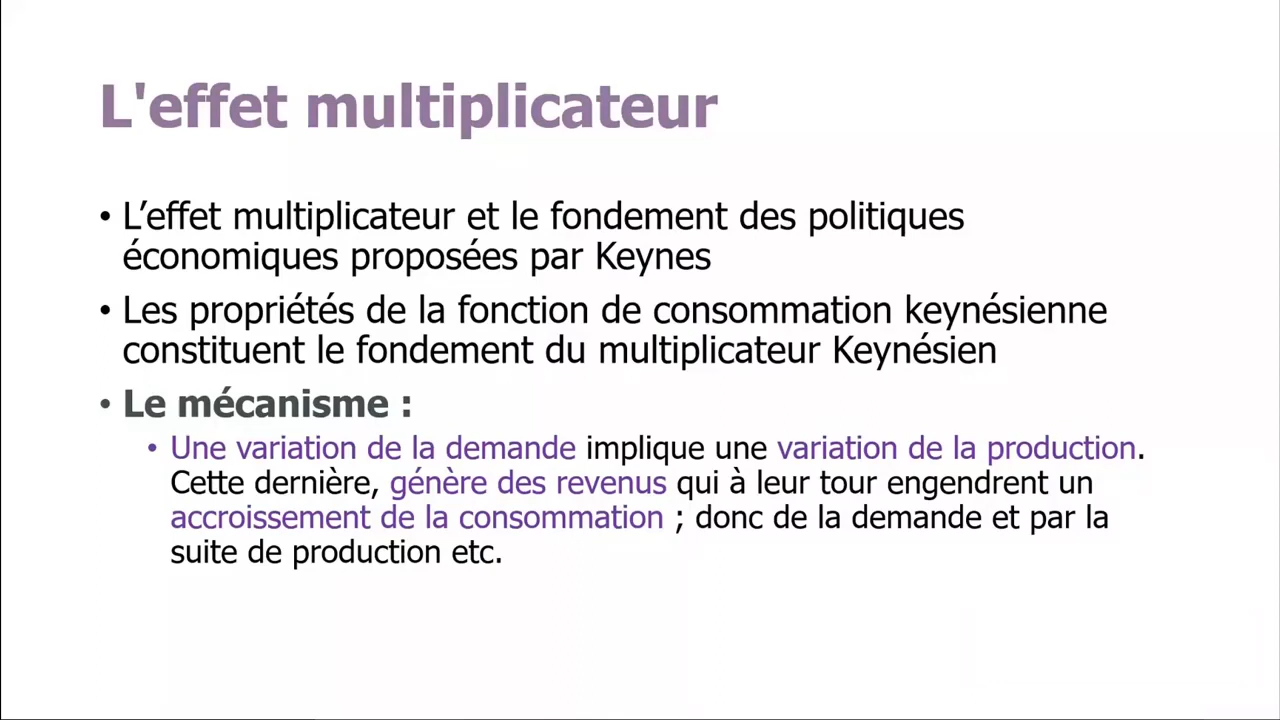 L'effet multiplicateur
• L’effet multiplicateur et le fondement des politiques
économiques proposées par Keynes
• Les propriétés de la fonction de consommation keynésienne
constituent le fondement du multiplicateur Keynésien
• Le mécanisme :
• Une variation de la demande implique une variation de la production.
Cette dernière, génère des revenus qui à leur tour engendrent un
accroissement de la consommation ; donc de la demande et par la
suite de production etc.